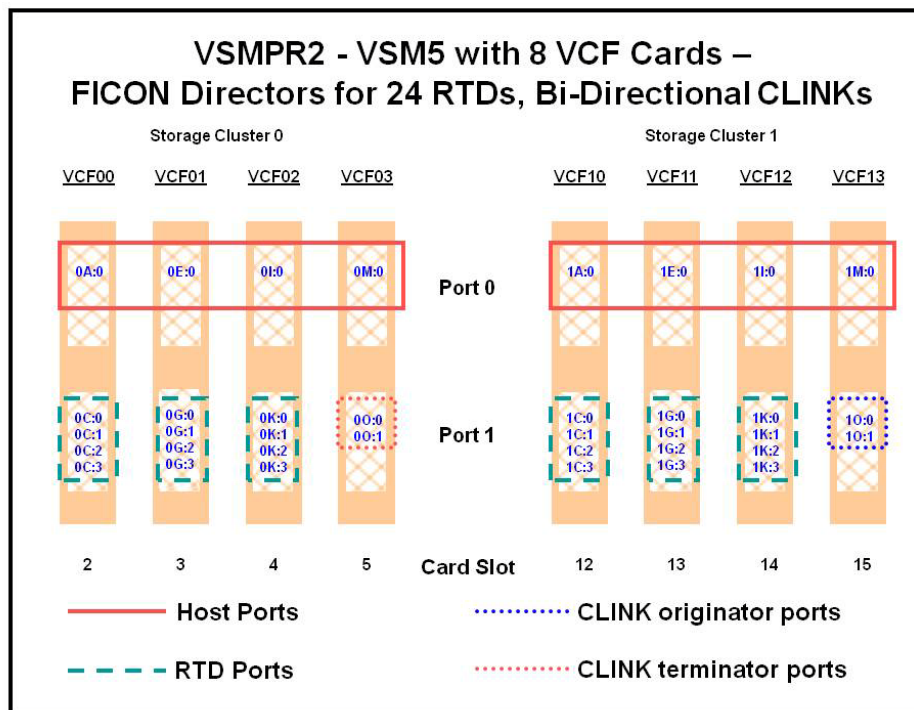 VSMPR2 - VSM5 with 8 VCF Cards –
FICON Directors for 24 RTDs, Bi-Directional CLINKs
Storage Cluster 0
Storage Cluster 1
VCF00 VCF01 VCF02 VCF03 VCF10 VCF11 VCF12 VCF13
0A:0 0E:0 0I:0 0M:0 Port 0 1A:0 1E:0 1I:0 1M:0
0C:0 0G:0 0K:0 0O:0 1C:0 1G:0 1K:0 1O:0
0C:1 0G:1 0K:1 0O:1 Port 1 1C:1 1G:1 1K:1 1O:1
0C:2 0G:2 0K:2 1C:2 1G:2 1K:2
0C:3 0G:3 0K:3 1C:3 1G:3 1K:3
2 3 4 5 Card Slot 12 13 14 15
Host Ports
CLINK originator ports
RTD Ports
CLINK terminator ports